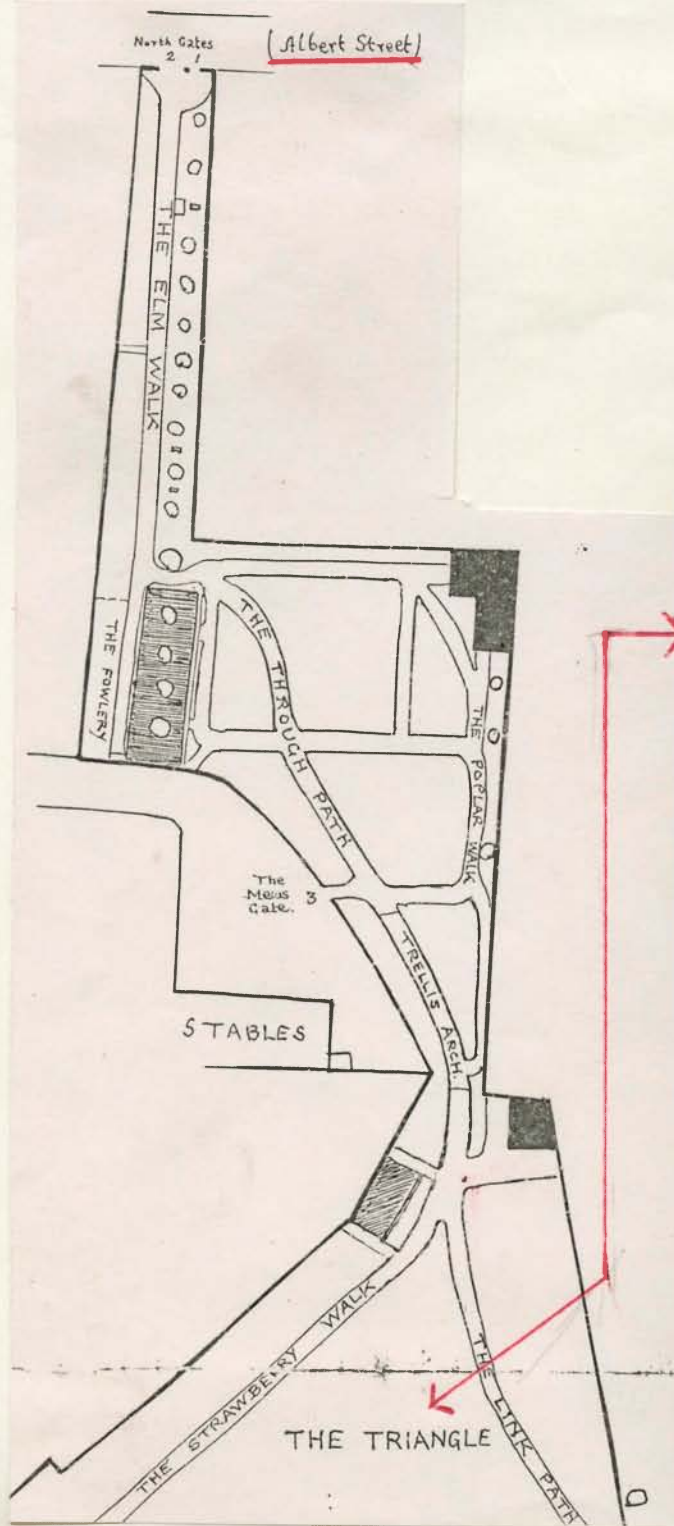 North Gates
2 1
(Albert Street)
THE ELM WALK
THE FOWLERY
THE THROUGH PATH
THE POPLAR WALK
The
Mews 3
Gate.
TRELLIS ARCH.
STABLES
THE STRAWBERRY WALK
THE LINK PATH
THE TRIANGLE